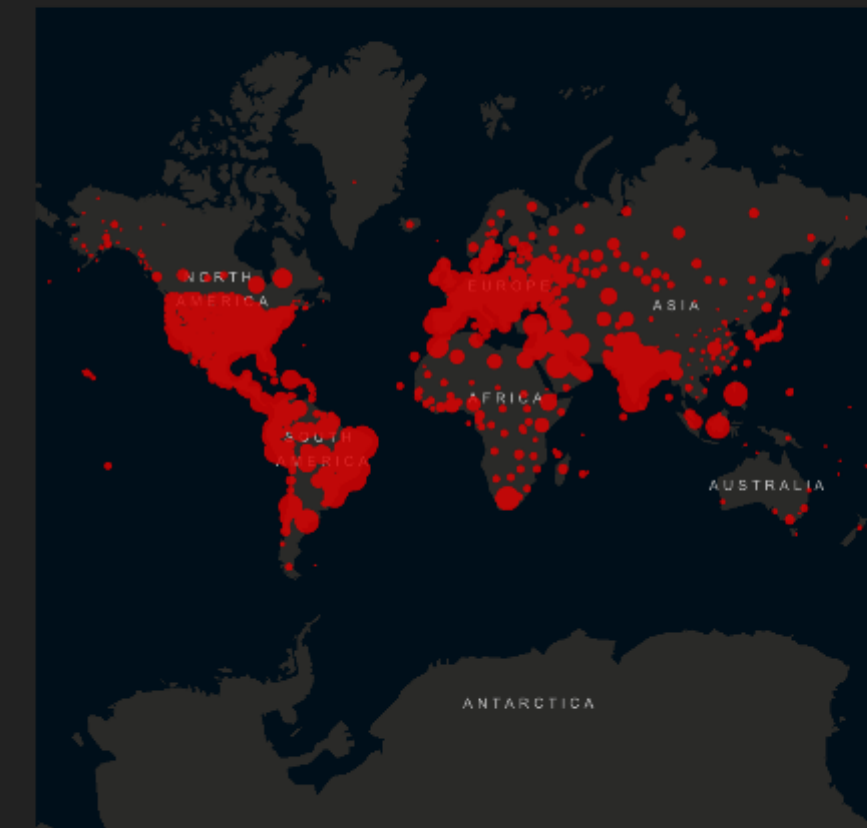 NORTH
AMERICA
EUROPE
ASIA
AFRICA
SOUTH
AMERICA
AUSTRALIA
ANTARCTICA